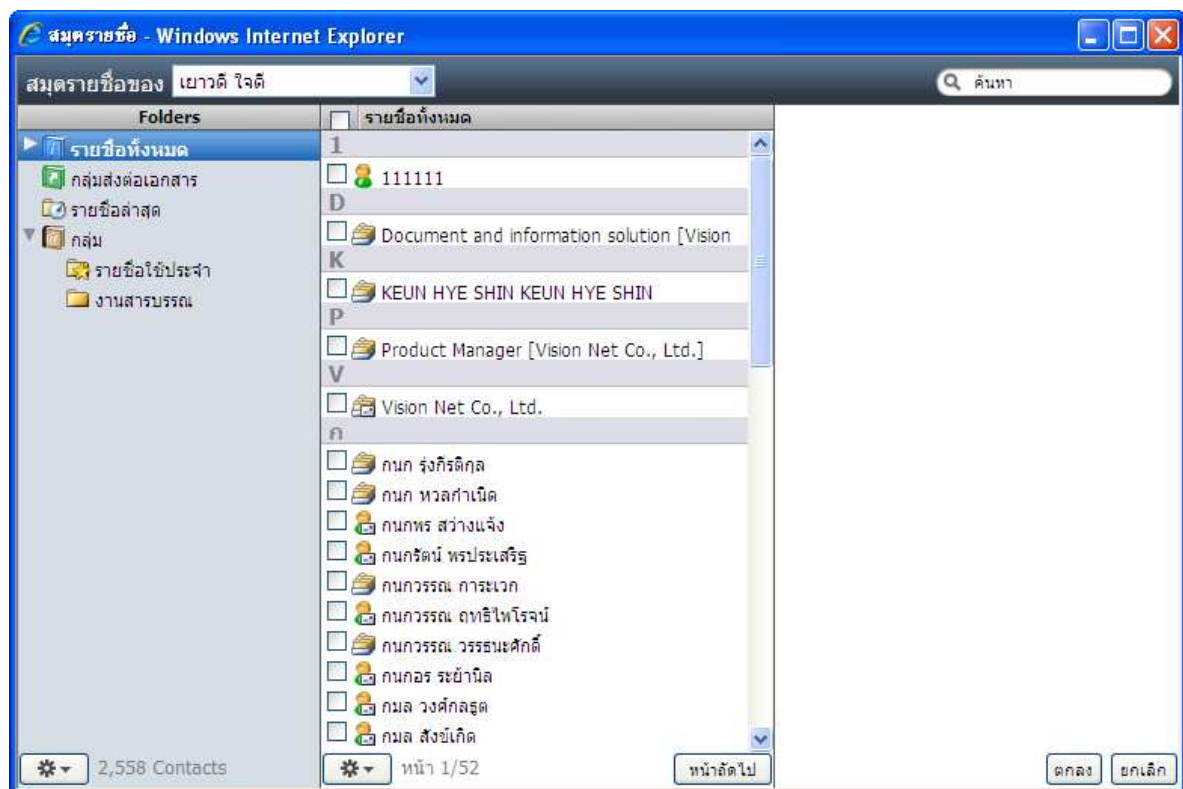 สมุดรายชื่อ - Windows Internet Explorer
สมุดรายชื่อของ เยาวดี ใจดี ค้นหา
Folders
รายชื่อทั้งหมด
กลุ่มส่งต่อเอกสาร
รายชื่อล่าสุด
กลุ่ม
รายชื่อใช้ประจำ
งานสารบรรณ
2,558 Contacts
รายชื่อทั้งหมด
1
111111
D
Document and information solution [Vision
K
KEUN HYE SHIN KEUN HYE SHIN
P
Product Manager [Vision Net Co., Ltd.]
V
Vision Net Co., Ltd.
ก
กนก รุ่งกีรติกุล
กนก หวลกำเนิด
กนกพร สว่างแจ้ง
กนกรัตน์ พรประเสริฐ
กนกวรรณ การะเวก
กนกวรรณ ฤทธิไพโรจน์
กนกวรรณ วรรธนะศักดิ์
กนกอร ระย้านิล
กมล วงศ์กลธูต
กมล สังข์เกิด
หน้า 1/52 หน้าถัดไป
ตกลง ยกเลิก